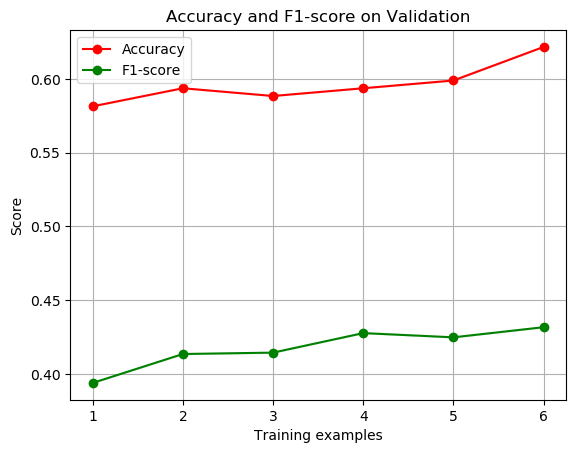 Accuracy and F1-score on Validation
Accuracy
F1-score
0.60
0.55
0.50
0.45
0.40
Score
1 2 3 4 5 6
Training examples